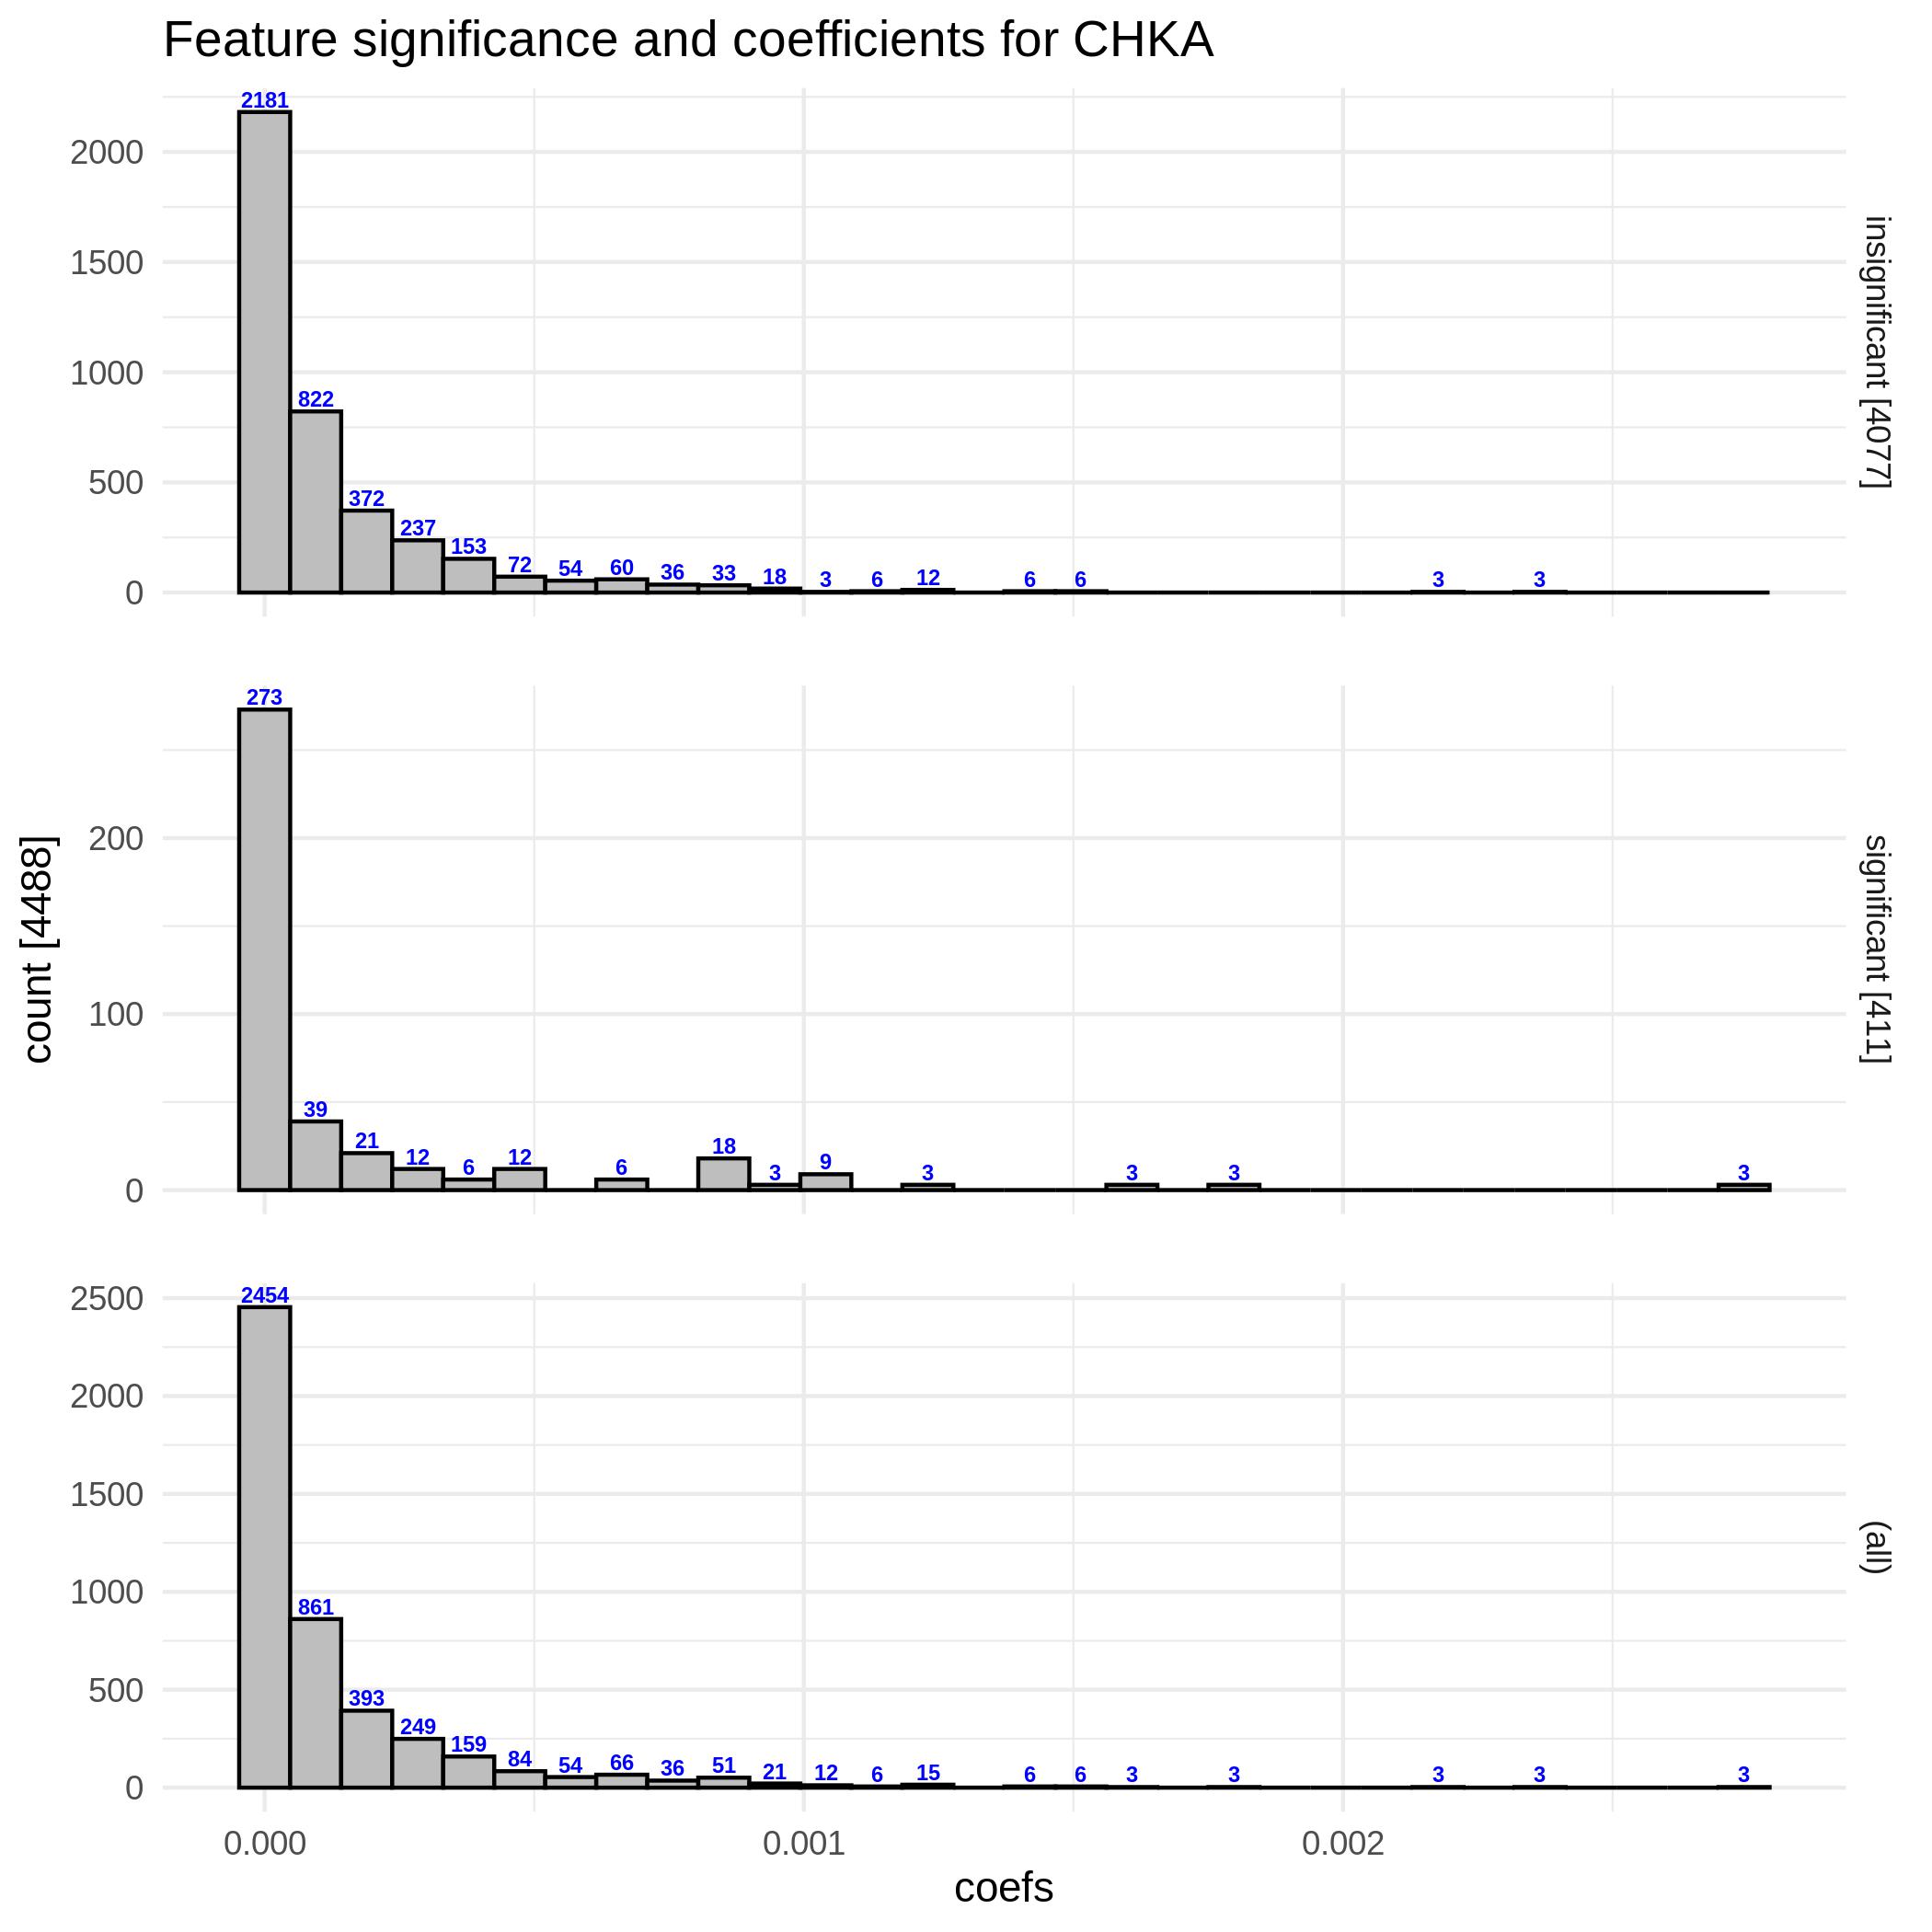 Feature significance and coefficients for CHKA
2181
2000
1500
1000
822
500
372
237
153
72 54 60 36 33 18 3 6 12 6 6 3 3
0
insignificant [4077]
273
200
100
39
21
12 6 12 6 18 3 9 3 3 3 3
0
significant [411]
count [4488]
2500
2454
2000
1500
1000
861
500
393
249
159
84 54 66 36 51 21 12 6 15 6 6 3 3 3 3 3
0
(all)
0.000 0.001 0.002
coefs